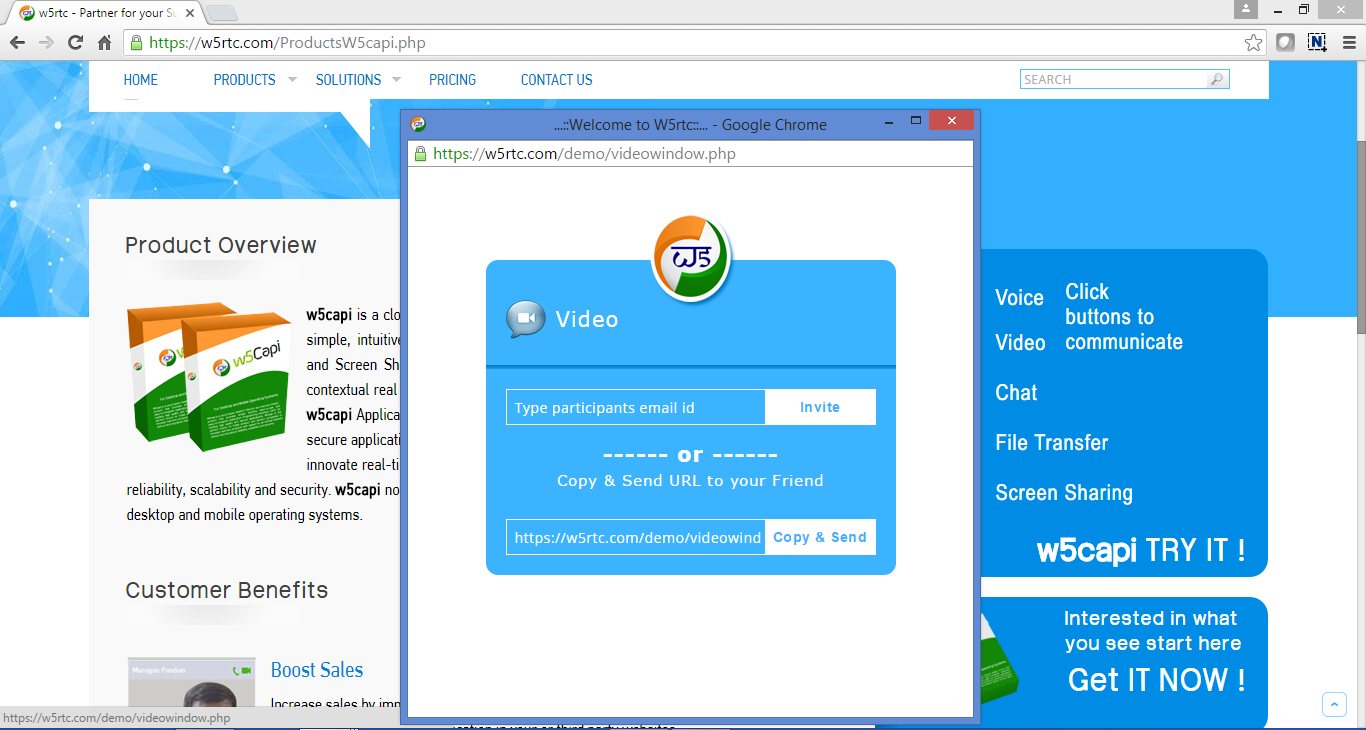 w5rtc - Partner for your Su
https://w5rtc.com/ProductsW5capi.php
HOME PRODUCTS SOLUTIONS PRICING CONTACT US SEARCH
Product Overview
w5Capi
w5capi is a clo
simple, intuitive
and Screen Sh
contextual real
w5capi Applica
secure applicati
innovate real-ti
reliability, scalability and security. w5capi no
desktop and mobile operating systems.
Customer Benefits
Murugan Pandian
Boost Sales
Increase sales by imp
https://w5rtc.com/demo/videowindow.php
...::Welcome to W5rtc::... - Google Chrome
https://w5rtc.com/demo/videowindow.php
Video
Type participants email id Invite
------ or ------
Copy & Send URL to your Friend
https://w5rtc.com/demo/videowind Copy & Send
Voice
Video
Click
buttons to
communicate
Chat
File Transfer
Screen Sharing
w5capi TRY IT !
Interested in what
you see start here
Get IT NOW !